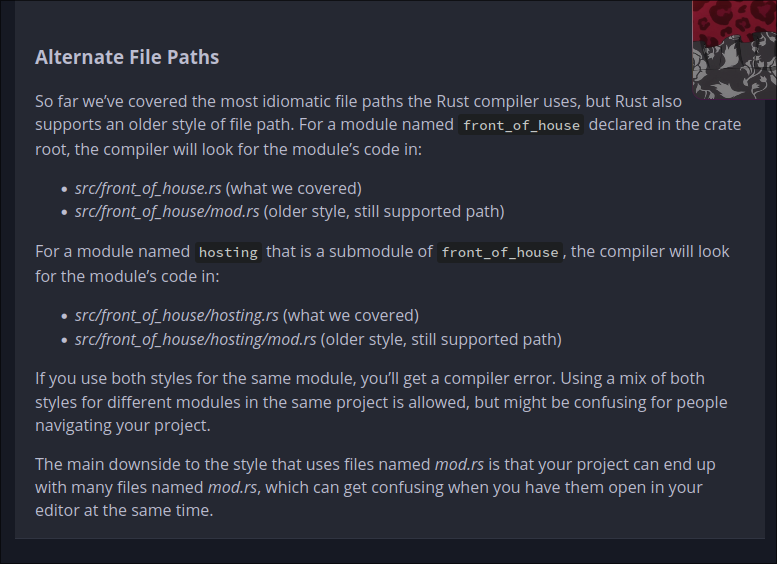 Alternate File Paths
So far we’ve covered the most idiomatic file paths the Rust compiler uses, but Rust also
supports an older style of file path. For a module named front_of_house declared in the crate
root, the compiler will look for the module’s code in:
• src/front_of_house.rs (what we covered)
• src/front_of_house/mod.rs (older style, still supported path)
For a module named hosting that is a submodule of front_of_house, the compiler will look
for the module’s code in:
• src/front_of_house/hosting.rs (what we covered)
• src/front_of_house/hosting/mod.rs (older style, still supported path)
If you use both styles for the same module, you’ll get a compiler error. Using a mix of both
styles for different modules in the same project is allowed, but might be confusing for people
navigating your project.
The main downside to the style that uses files named mod.rs is that your project can end up
with many files named mod.rs, which can get confusing when you have them open in your
editor at the same time.